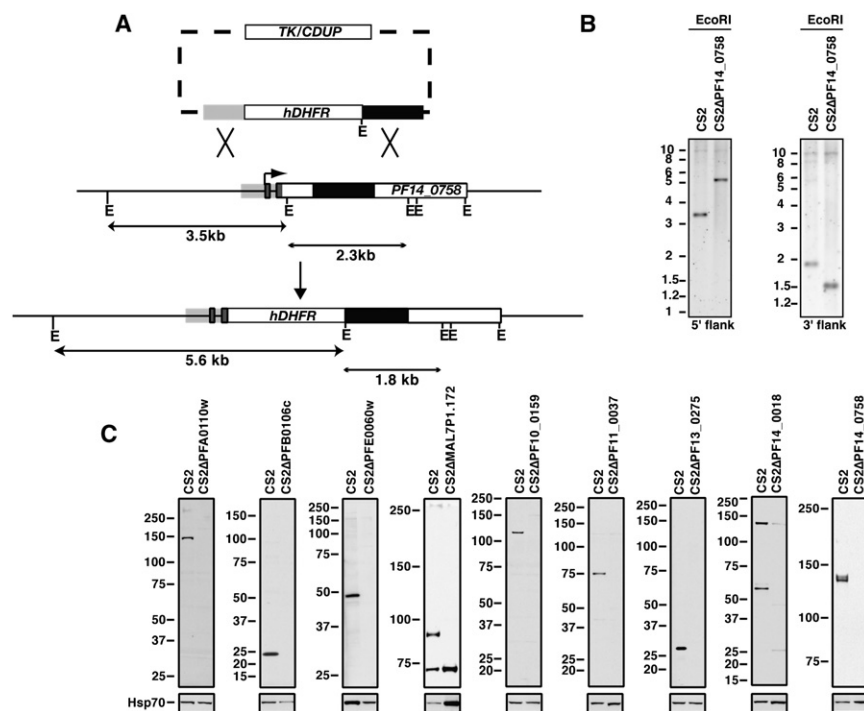 A
TK/CDUP
hDHFR
E
PF14_0758
E E EE E
3.5kb
2.3kb
hDHFR
E E EE E
5.6 kb
1.8 kb
B
EcoRI EcoRI
CS2 CS2ΔPF14_0758 CS2 CS2ΔPF14_0758
10
6
5
4
3
2
1.5
1.2
1
5' flank
10
6
5
4
3
2
1.5
1.2
3' flank
C
CS2 CS2ΔPFA0110w
250
150
100
75
50
37
25
Hsp70
CS2 CS2ΔPFB0106c
150
100
75
50
37
25
20
15
CS2 CS2ΔPFE0060w
250
150
100
75
50
37
25
CS2 CS2ΔMAL7P1.172
250
150
100
75
CS2 CS2ΔPF10_0159
250
150
100
75
50
37
25
20
CS2 CS2ΔPF11_0037
250
150
100
75
50
37
25
20
CS2 CS2ΔPF13_0275
250
150
100
75
50
37
25
20
CS2 CS2ΔPF14_0018
250
150
100
75
50
37
25
20
15
CS2 CS2ΔPF14_0758
250
150
100
75